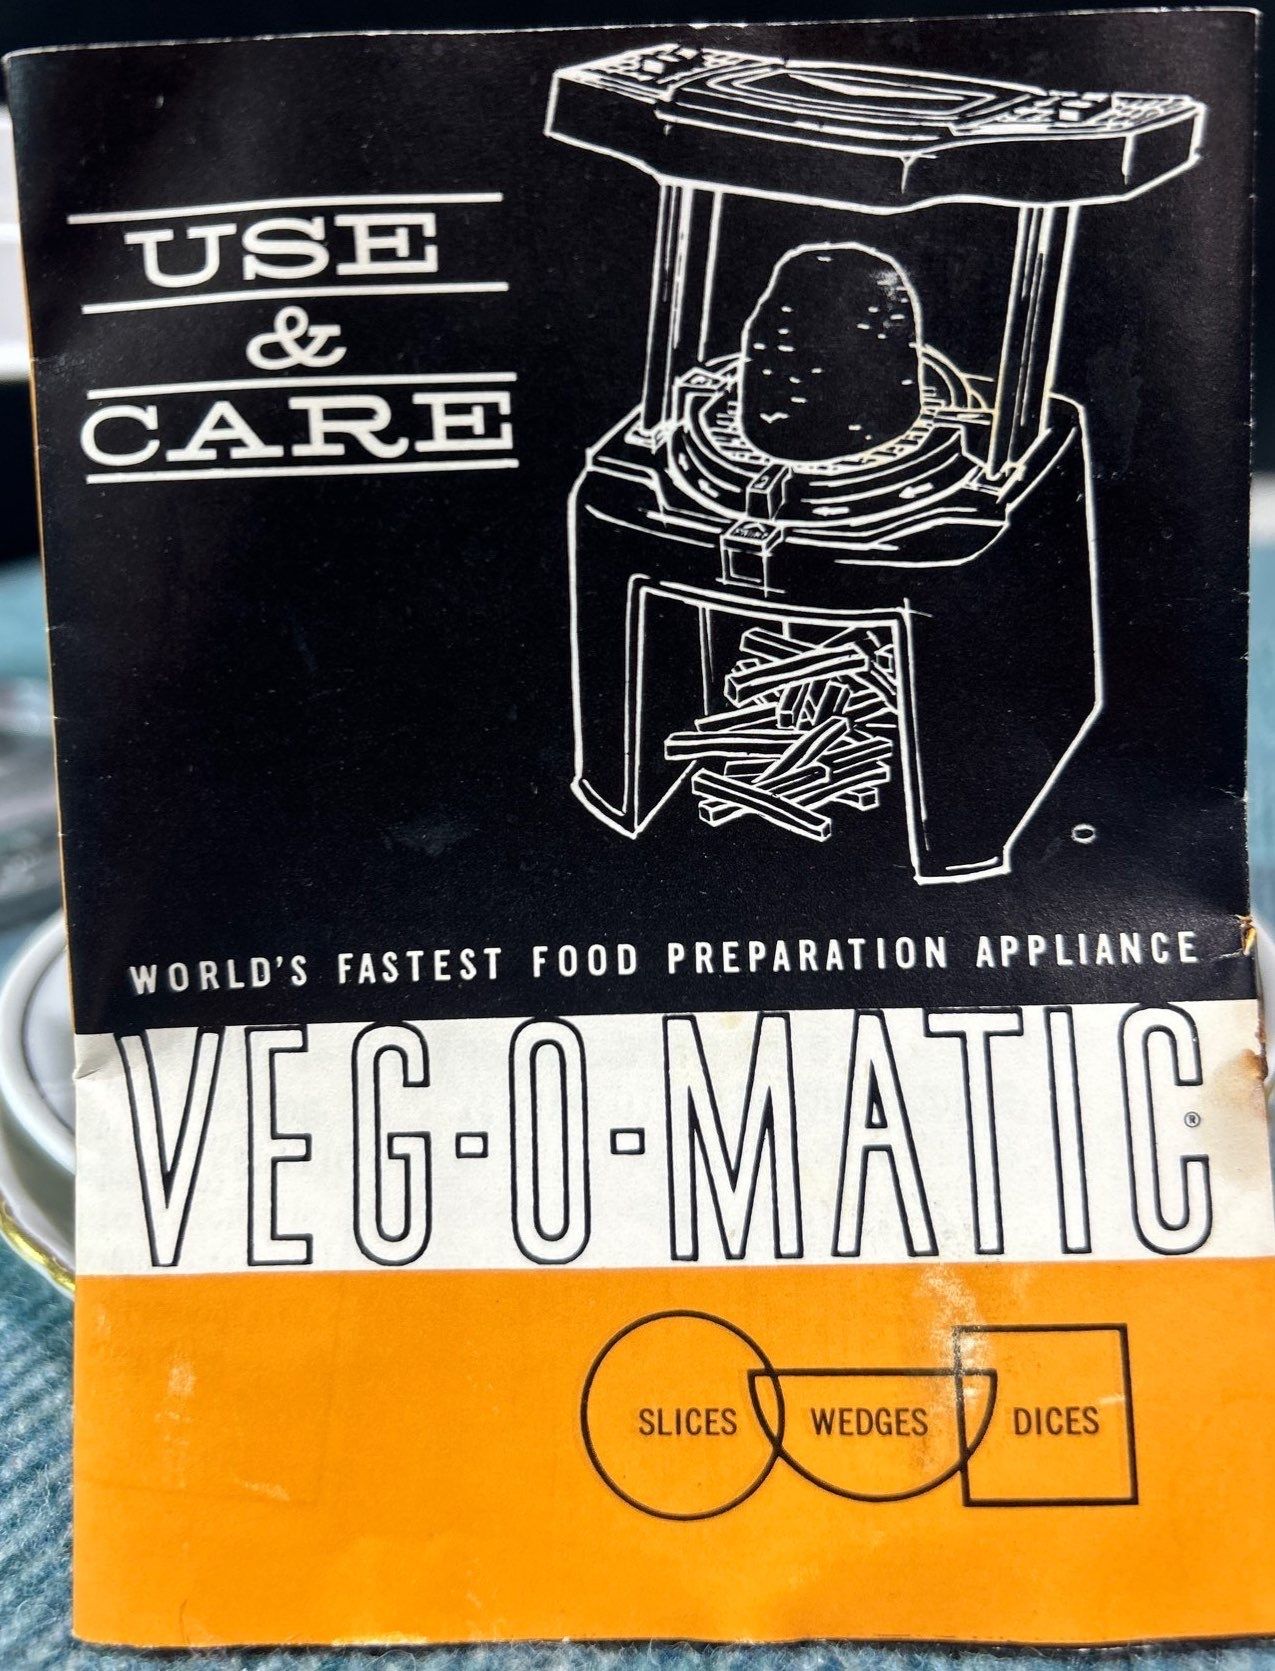 USE
&
CARE
WORLD'S FASTEST FOOD PREPARATION APPLIANCE
VEG-O-MATIC®
SLICES WEDGES DICES